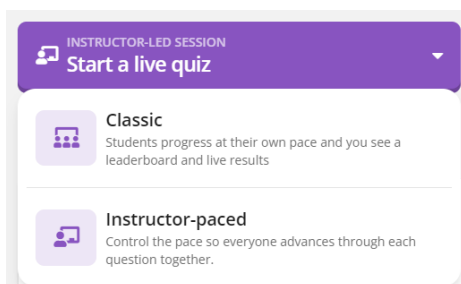 INSTRUCTOR-LED SESSION
Start a live quiz
Classic
Students progress at their own pace and you see a
leaderboard and live results
Instructor-paced
Control the pace so everyone advances through each
question together.